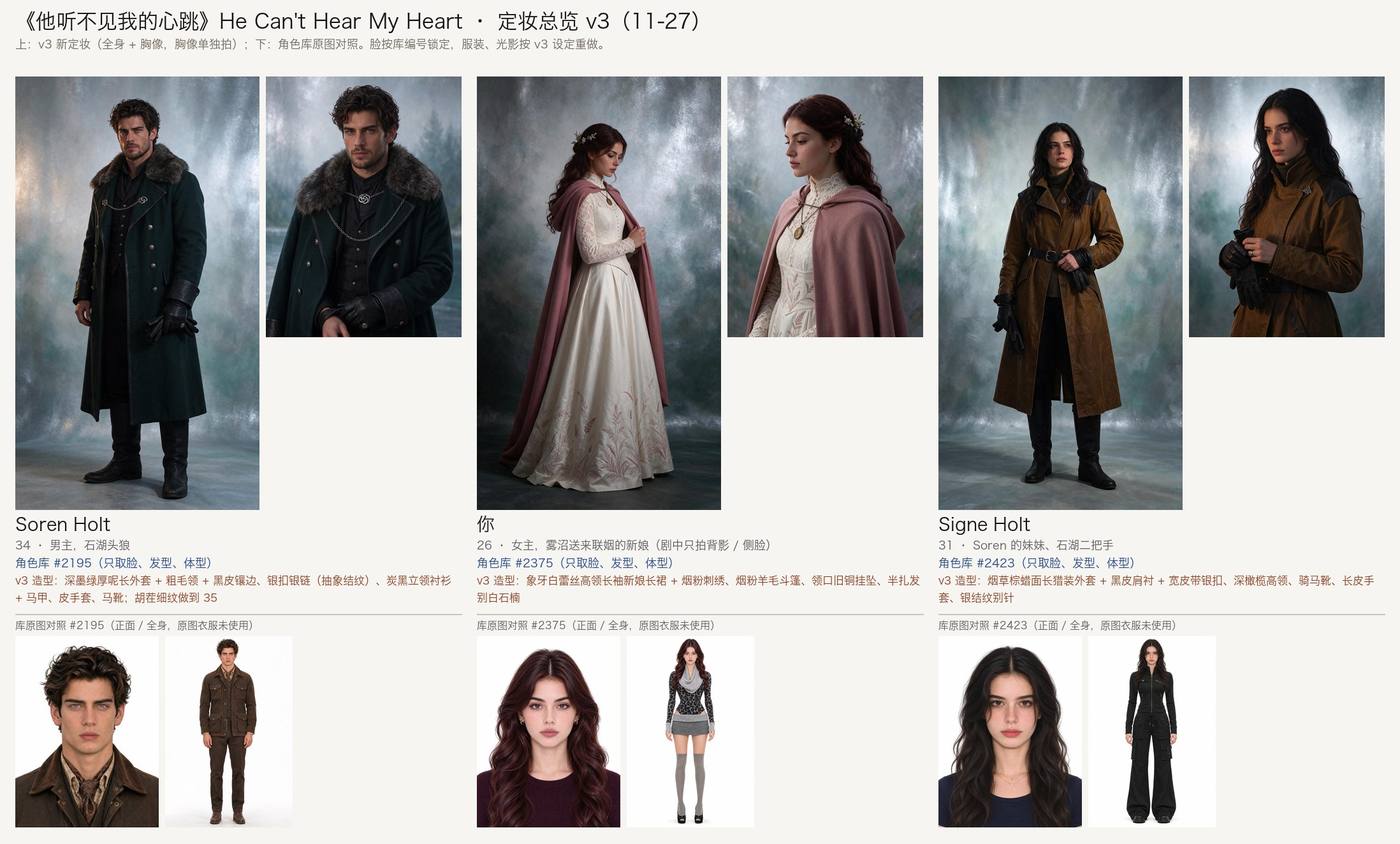 《他听不见我的心跳》He Can't Hear My Heart · 定妆总览 v3（11-27）
上：v3 新定妆（全身 + 胸像，胸像单独拍）；下：角色库原图对照。脸按库编号锁定，服装、光影按 v3 设定重做。
Soren Holt
34 · 男主，石湖头狼
角色库 #2195（只取脸、发型、体型）
v3 造型：深墨绿厚呢长外套 + 粗毛领 + 黑皮镶边、银扣银链（抽象结纹）、炭黑立领衬衫
+ 马甲、皮手套、马靴；胡茬细纹做到 35
库原图对照 #2195（正面 / 全身，原图衣服未使用）
你
26 · 女主，雾沼送来联姻的新娘（剧中只拍背影 / 侧脸）
角色库 #2375（只取脸、发型、体型）
v3 造型：象牙白蕾丝高领长袖新娘长裙 + 烟粉刺绣、烟粉羊毛斗篷、领口旧铜挂坠、半扎发
别白石楠
库原图对照 #2375（正面 / 全身，原图衣服未使用）
Signe Holt
31 · Soren 的妹妹、石湖二把手
角色库 #2423（只取脸、发型、体型）
v3 造型：烟草棕蜡面长猎装外套 + 黑皮肩衬 + 宽皮带银扣、深橄榄高领、骑马靴、长皮手
套、银结纹别针
库原图对照 #2423（正面 / 全身，原图衣服未使用）